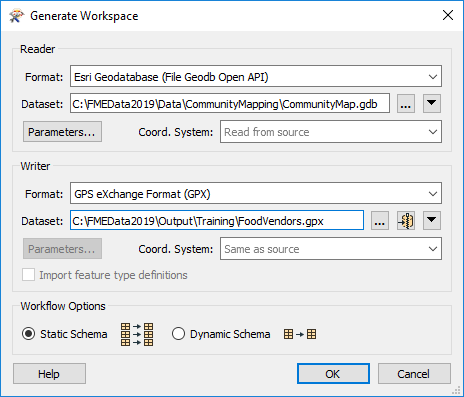 Generate Workspace
Reader
Format: Esri Geodatabase (File Geodb Open API)
Dataset: C:\FMEData2019\Data\CommunityMapping\CommunityMap.gdb ...
Parameters... Coord. System: Read from source
Writer
Format: GPS eXchange Format (GPX)
Dataset: C:\FMEData2019\Output\Training\FoodVendors.gpx ...
Parameters... Coord. System: Same as source
Import feature type definitions
Workflow Options
Static Schema Dynamic Schema
Help OK Cancel